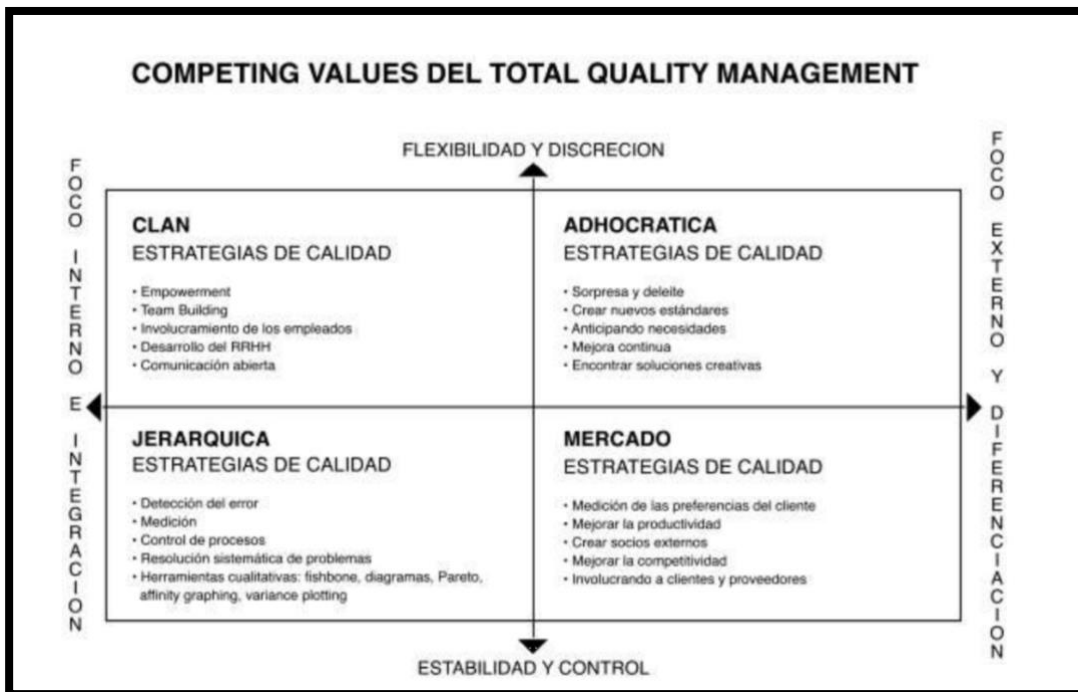 COMPETING VALUES DEL TOTAL QUALITY MANAGEMENT
FLEXIBILIDAD Y DISCRECION
FOCO INTERNO E INTEGRACION
FOCO EXTERNO Y DIFERENCIACION
CLAN
ESTRATEGIAS DE CALIDAD
• Empowerment
• Team Building
• Involucramiento de los empleados
• Desarrollo del RRHH
• Comunicación abierta
ADHOCRATICA
ESTRATEGIAS DE CALIDAD
• Sorpresa y deleite
• Crear nuevos estándares
• Anticipando necesidades
• Mejora continua
• Encontrar soluciones creativas
JERARQUICA
ESTRATEGIAS DE CALIDAD
• Detección del error
• Medición
• Control de procesos
• Resolución sistemática de problemas
• Herramientas cualitativas: fishbone, diagramas, Pareto,
affinity graphing, variance plotting
MERCADO
ESTRATEGIAS DE CALIDAD
• Medición de las preferencias del cliente
• Mejorar la productividad
• Crear socios externos
• Mejorar la competitividad
• Involucrando a clientes y proveedores
ESTABILIDAD Y CONTROL